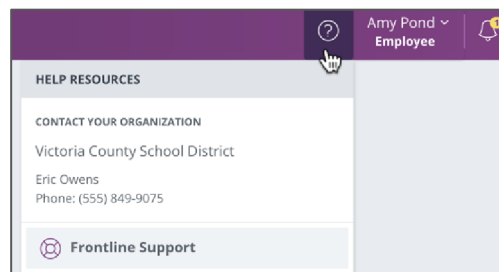 Amy Pond
Employee
HELP RESOURCES
CONTACT YOUR ORGANIZATION
Victoria County School District
Eric Owens
Phone: (555) 849-9075
Frontline Support